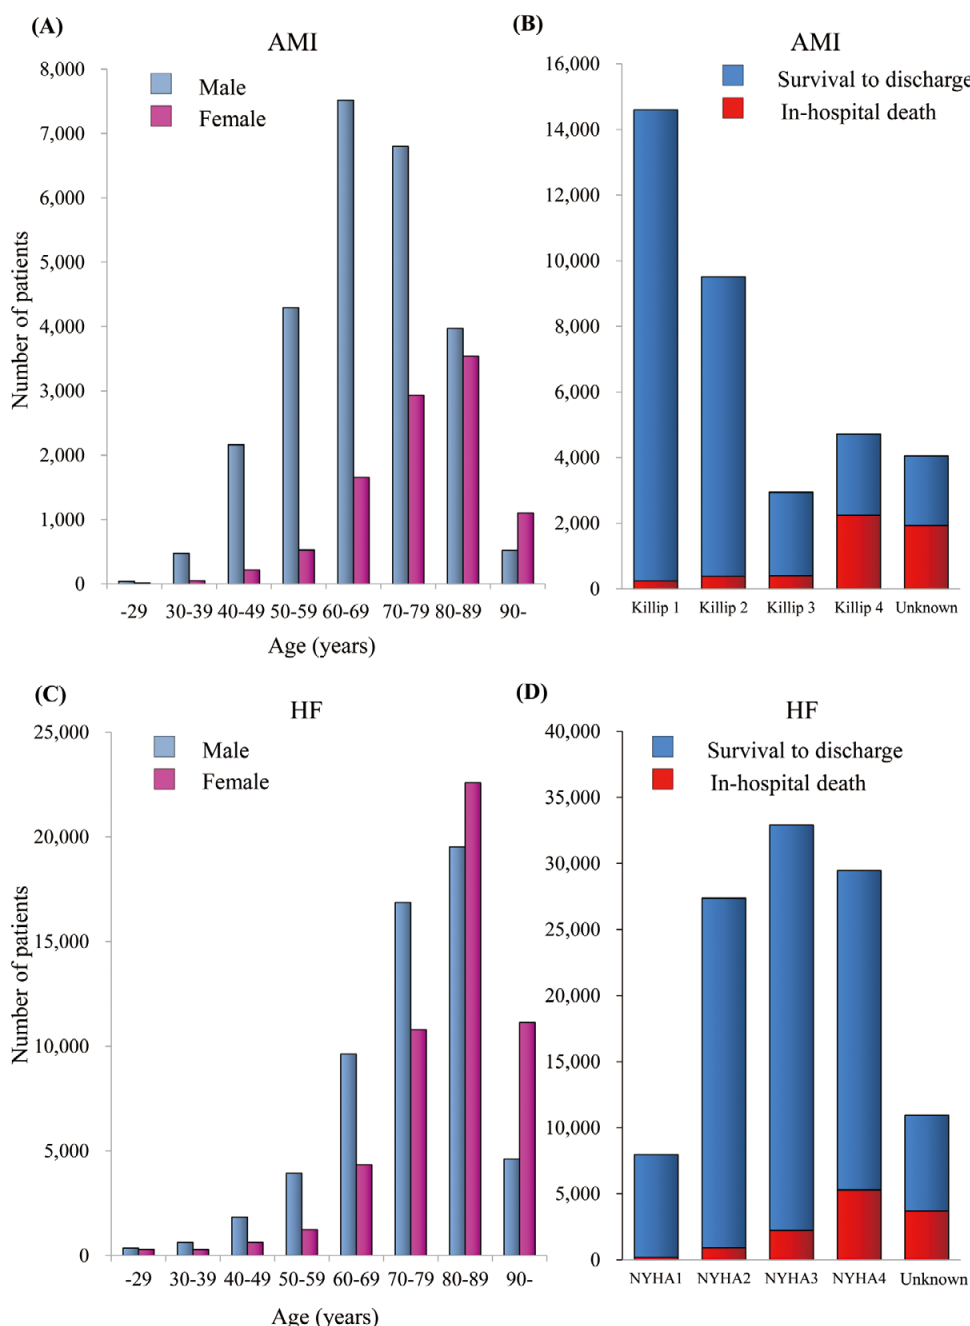 (A)
AMI
8,000
7,000
6,000
5,000
4,000
3,000
2,000
1,000
0
Male
Female
Number of patients
-29 30-39 40-49 50-59 60-69 70-79 80-89 90-
Age (years)
(B)
AMI
16,000
14,000
12,000
10,000
8,000
6,000
4,000
2,000
0
Survival to discharge
In-hospital death
Killip 1 Killip 2 Killip 3 Killip 4 Unknown
(C)
HF
25,000
20,000
15,000
10,000
5,000
0
Male
Female
Number of patients
-29 30-39 40-49 50-59 60-69 70-79 80-89 90-
Age (years)
(D)
HF
40,000
35,000
30,000
25,000
20,000
15,000
10,000
5,000
0
Survival to discharge
In-hospital death
NYHA1 NYHA2 NYHA3 NYHA4 Unknown